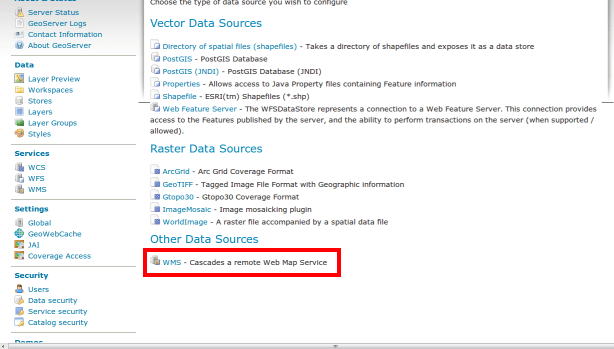 About & Status
Server Status
GeoServer Logs
Contact Information
About GeoServer
Data
Layer Preview
Workspaces
Stores
Layers
Layer Groups
Styles
Services
WCS
WFS
WMS
Settings
Global
GeoWebCache
JAI
Coverage Access
Security
Users
Data security
Service security
Catalog security
Demos
Choose the type of data source you wish to configure
Vector Data Sources
Directory of spatial files (shapefiles) - Takes a directory of shapefiles and exposes it as a data store
PostGIS - PostGIS Database
PostGIS (JNDI) - PostGIS Database (JNDI)
Properties - Allows access to Java Property files containing Feature information
Shapefile - ESRI(tm) Shapefiles (*.shp)
Web Feature Server - The WFSDataStore represents a connection to a Web Feature Server. This connection provides
access to the Features published by the server, and the ability to perform transactions on the server (when supported /
allowed).
Raster Data Sources
ArcGrid - Arc Grid Coverage Format
GeoTIFF - Tagged Image File Format with Geographic information
Gtopo30 - Gtopo30 Coverage Format
ImageMosaic - Image mosaicking plugin
WorldImage - A raster file accompanied by a spatial data file
Other Data Sources
WMS - Cascades a remote Web Map Service